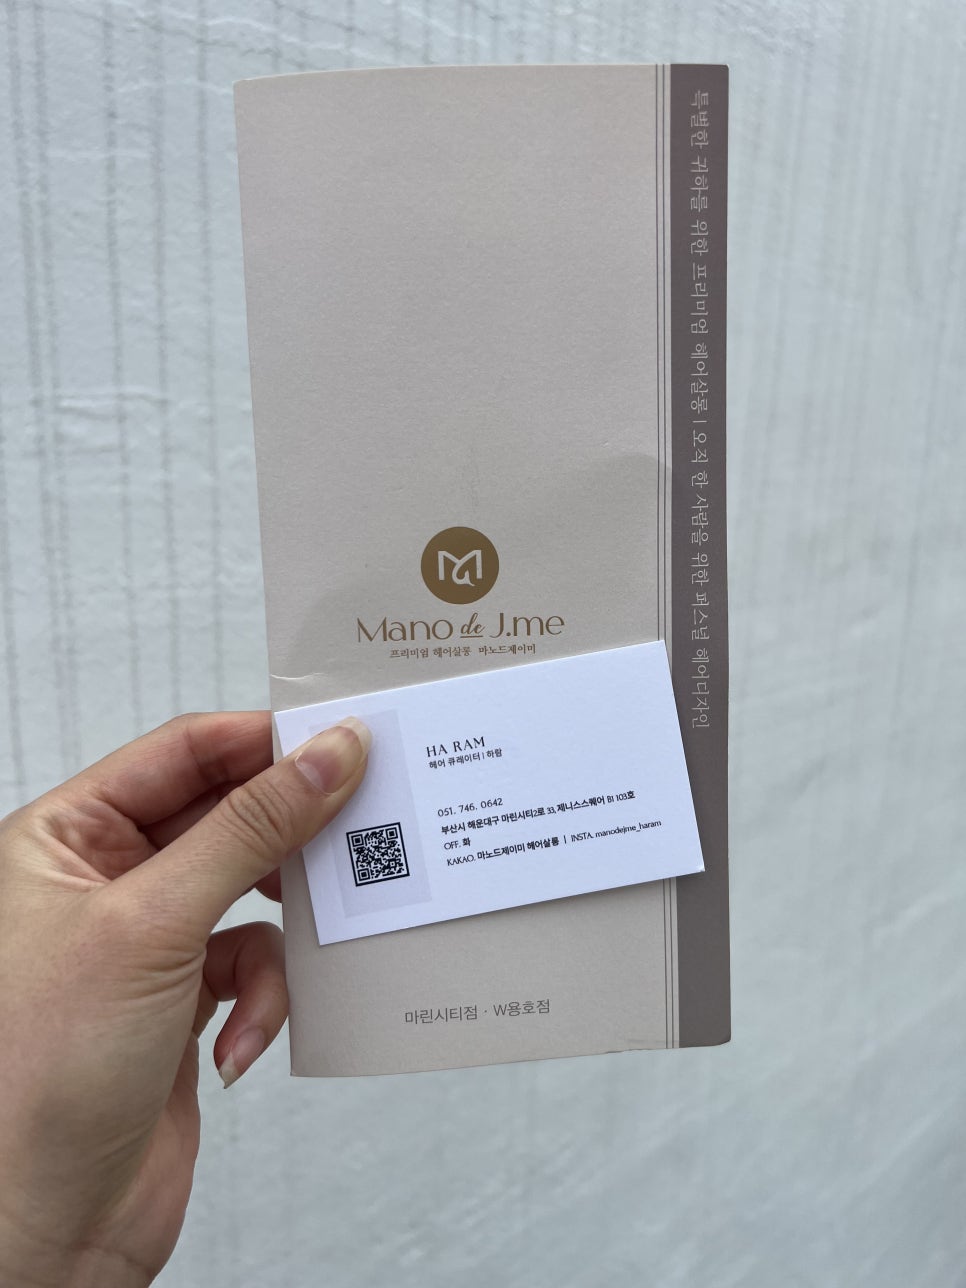 특별한 귀하를 위한 프리미엄 헤어살롱 | 오직 한 사람을 위한 퍼스널 헤어디자인
Mano de J.me
프리미엄 헤어살롱 마노드제이미
HA RAM
헤어 큐레이터 | 하람
051. 746. 0642
부산시 해운대구 마린시티2로 33, 제니스스퀘어 B1 103호
OFF. 화
KAKAO. 마노드제이미 헤어살롱 | INSTA. manodejme_haram
마린시티점 · W용호점